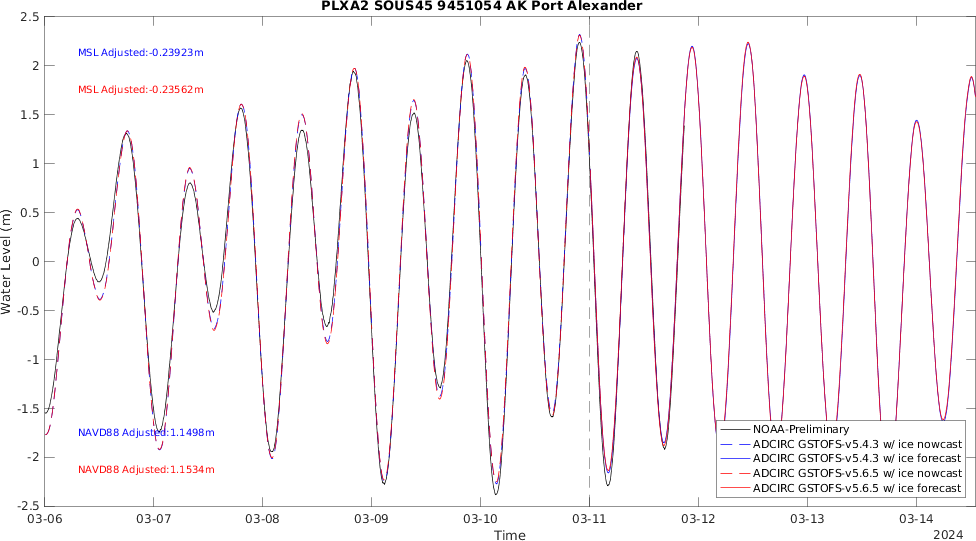 PLXA2 SOUS45 9451054 AK Port Alexander
2.5
2
1.5
1
0.5
0
-0.5
-1
-1.5
-2
-2.5
Water Level (m)
MSL Adjusted:-0.23923m
MSL Adjusted:-0.23562m
NAVD88 Adjusted:1.1498m
NAVD88 Adjusted:1.1534m
NOAA-Preliminary
ADCIRC GSTOFS-v5.4.3 w/ ice nowcast
ADCIRC GSTOFS-v5.4.3 w/ ice forecast
ADCIRC GSTOFS-v5.6.5 w/ ice nowcast
ADCIRC GSTOFS-v5.6.5 w/ ice forecast
03-06 03-07 03-08 03-09 03-10 03-11 03-12 03-13 03-14
Time
2024